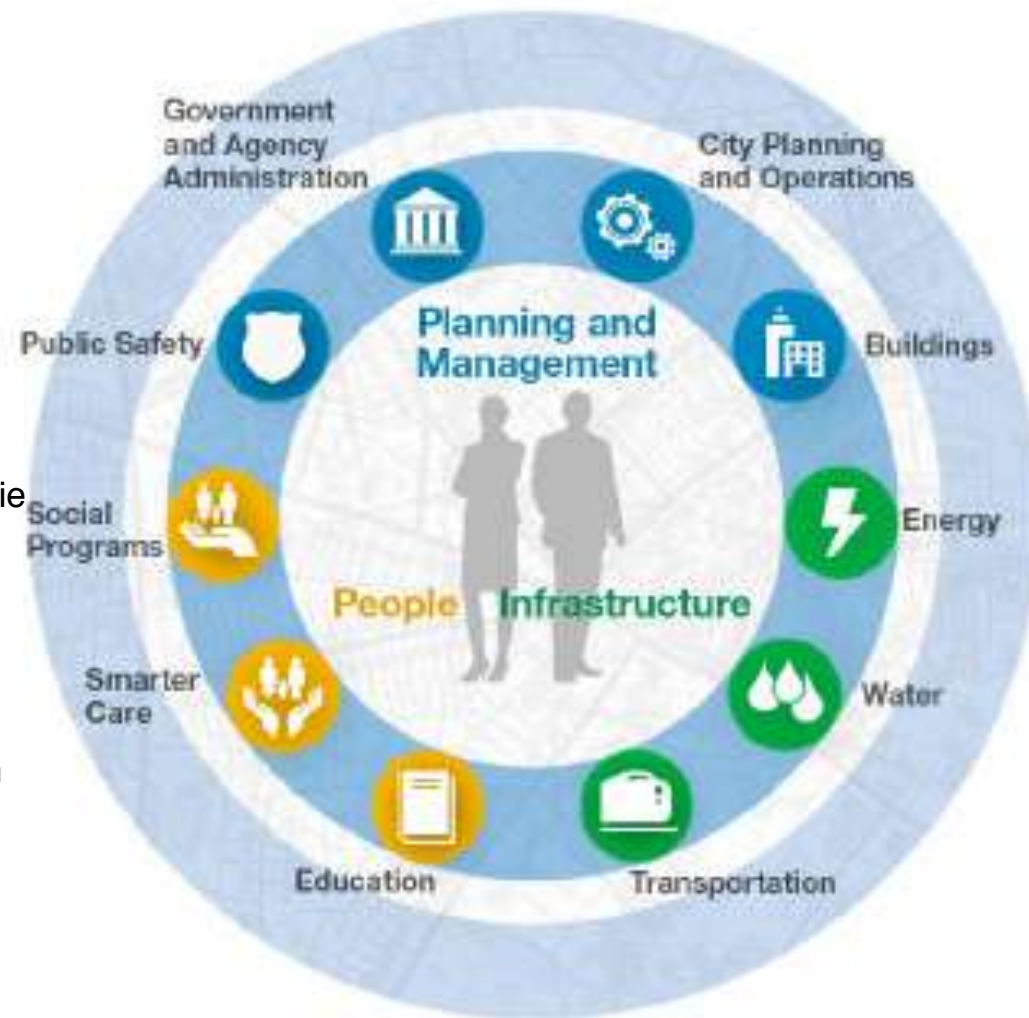 Government
and Agency
Administration
City Planning
and Operations
Public Safety
Planning and
Management
Buildings
ie
Social
Programs
Energy
People
Infrastructure
Smarter
Care
Water
Education
Transportation